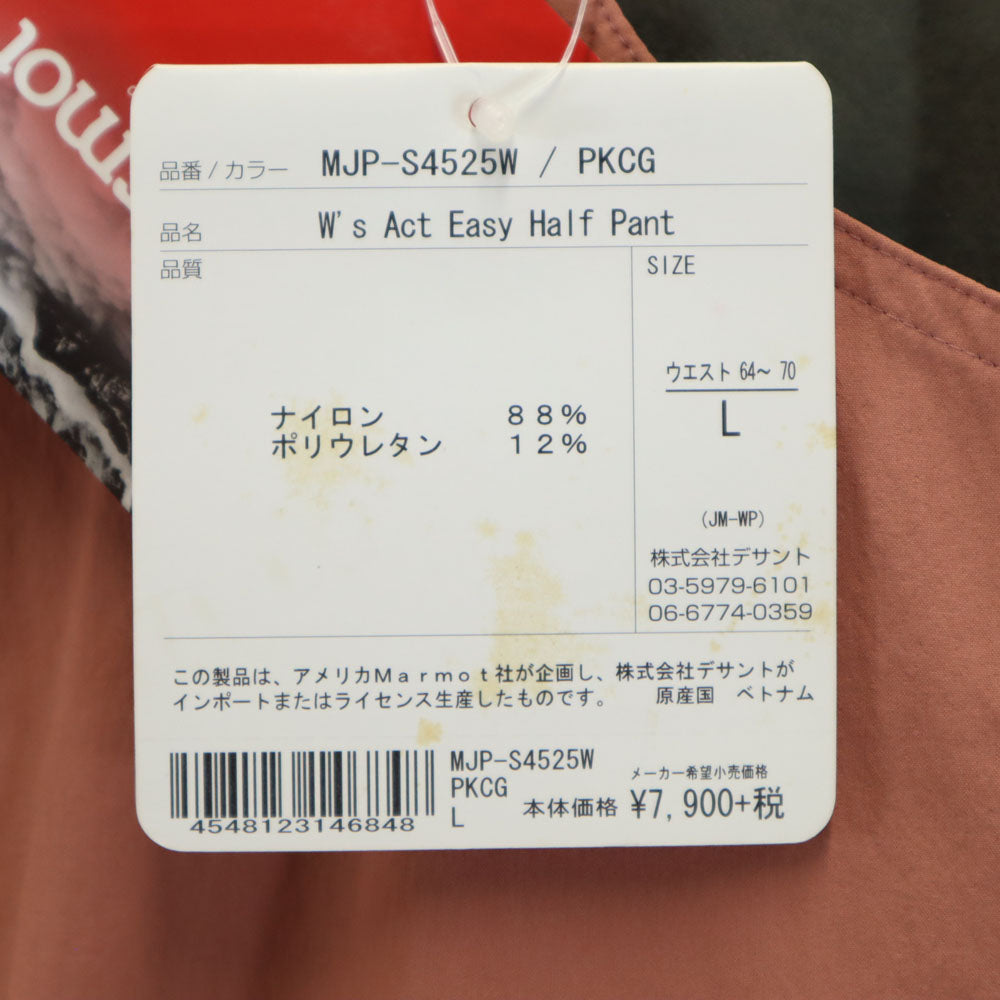 品番 / カラー MJP-S4525W / PKCG
品名 W's Act Easy Half Pant
品質
SIZE
ナイロン 88%
ポリウレタン 12%
ウエスト 64～ 70
L
(JM-WP)
株式会社デサント
03-5979-6101
06-6774-0359
この製品は、アメリカMarmot社が企画し、株式会社デサントが
インポートまたはライセンス生産したものです。 原産国 ベトナム
4548123146848
MJP-S4525W
PKCG
L
メーカー希望小売価格
本体価格 ¥7,900+税